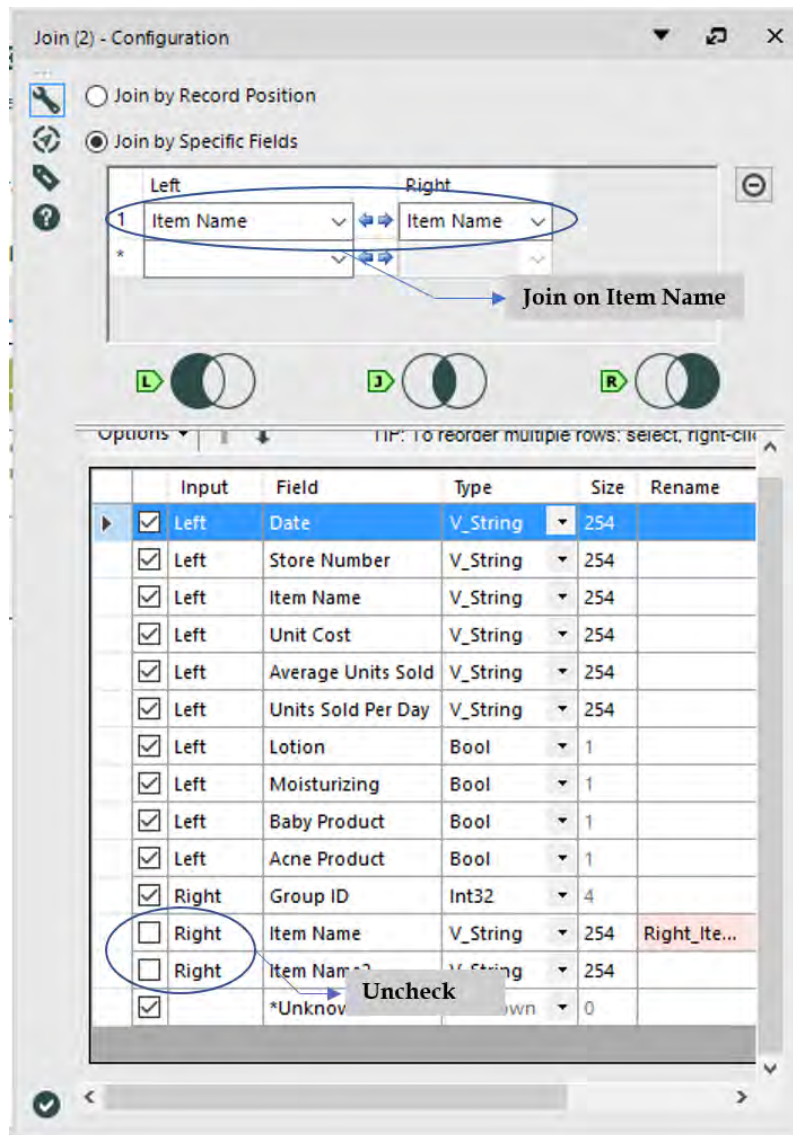 Join (2) - Configuration
Join by Record Position
Join by Specific Fields
Left Right
1 Item Name Item Name
*
Join on Item Name
L J R
Options TIP: To reorder multiple rows: select, right-clic
Input Field Type Size Rename
Left Date V_String 254
Left Store Number V_String 254
Left Item Name V_String 254
Left Unit Cost V_String 254
Left Average Units Sold V_String 254
Left Units Sold Per Day V_String 254
Left Lotion Bool 1
Left Moisturizing Bool 1
Left Baby Product Bool 1
Left Acne Product Bool 1
Right Group ID Int32 4
Right Item Name V_String 254 Right_Ite...
Right Item Name2 V_String 254
Uncheck
*Unknow own 0